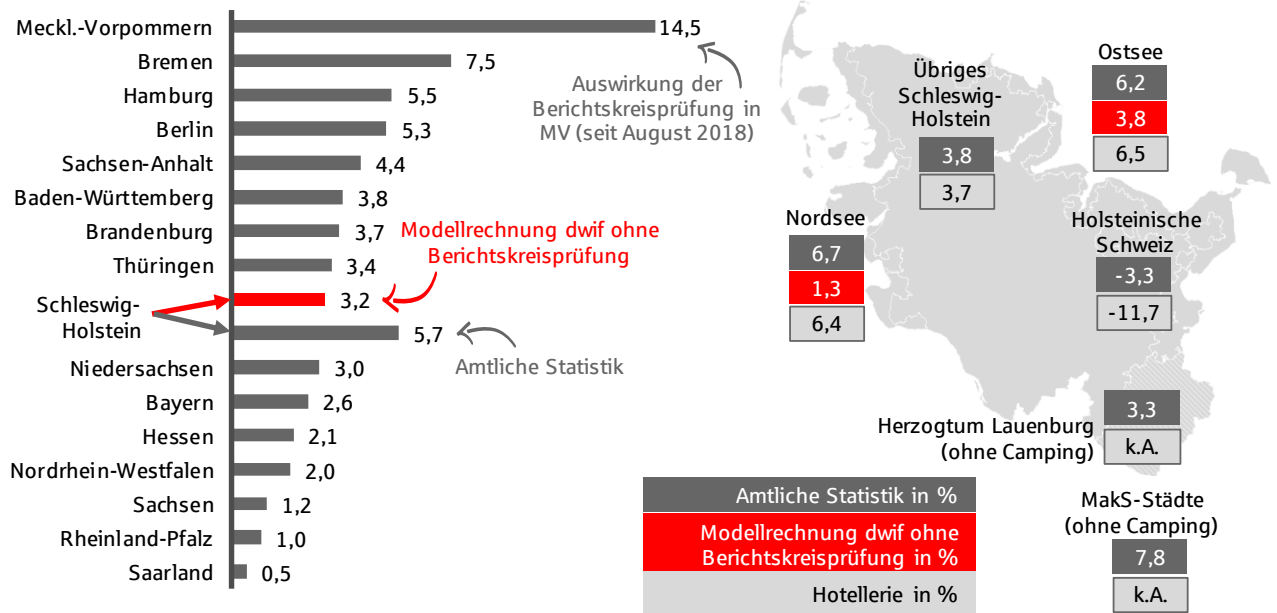 Meckl.-Vorpommern 14,5
Bremen 7,5
Hamburg 5,5
Berlin 5,3
Sachsen-Anhalt 4,4
Baden-Württemberg 3,8
Brandenburg 3,7
Thüringen 3,4
Schleswig-
Holstein
3,2
5,7
Niedersachsen 3,0
Bayern 2,6
Hessen 2,1
Nordrhein-Westfalen 2,0
Sachsen 1,2
Rheinland-Pfalz 1,0
Saarland 0,5
Auswirkung der
Berichtskreisprüfung in
MV (seit August 2018)
Modellrechnung dwif ohne
Berichtskreisprüfung
Amtliche Statistik
Übriges
Schleswig-
Holstein
3,8
3,7
Ostsee
6,2
3,8
6,5
Nordsee
6,7
1,3
6,4
Holsteinische
Schweiz
-3,3
-11,7
Herzogtum Lauenburg
(ohne Camping)
3,3
k.A.
MakS-Städte
(ohne Camping)
7,8
k.A.
Amtliche Statistik in %
Modellrechnung dwif ohne
Berichtskreisprüfung in %
Hotellerie in %